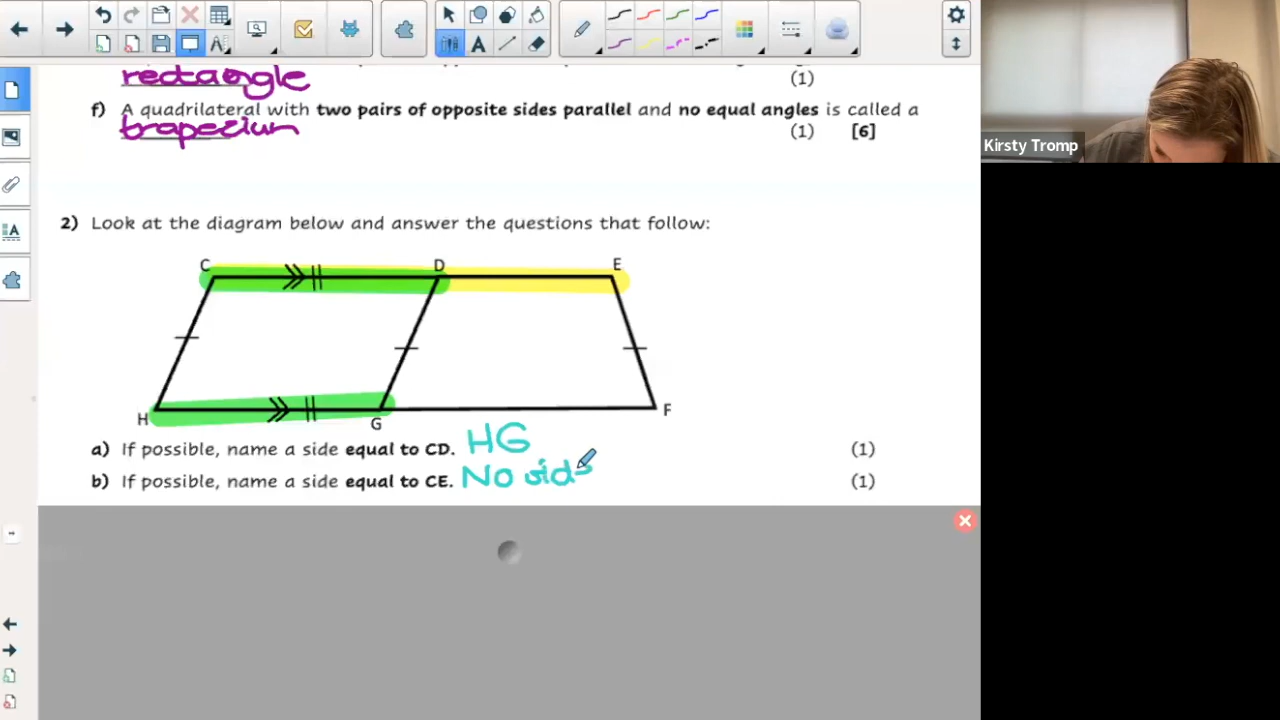 rectangle
(1)
f) A quadrilateral with two pairs of opposite sides parallel and no equal angles is called a
trapezium
(1) [6]
Kirsty Tromp
2) Look at the diagram below and answer the questions that follow:
C D E
H G F
a) If possible, name a side equal to CD. HG (1)
b) If possible, name a side equal to CE. No side (1)